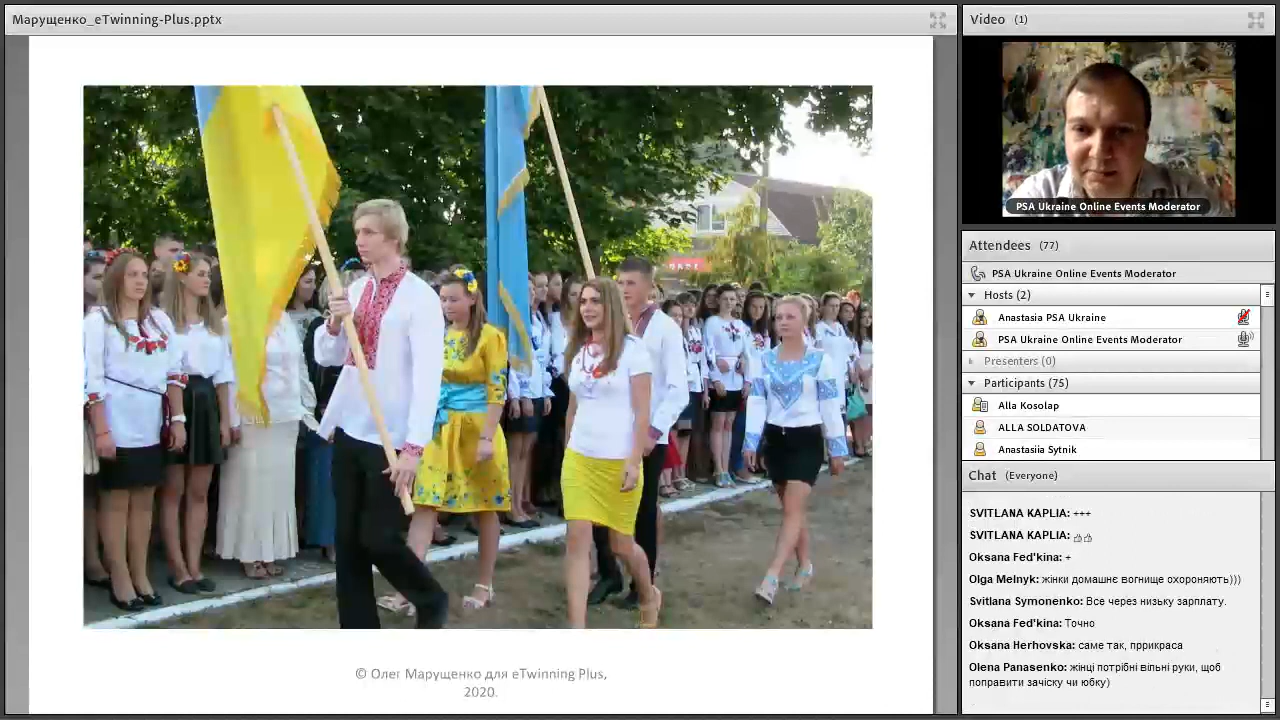 Марущенко_eTwinning-Plus.pptx
© Олег Марущенко для eTwinning Plus,
2020.
Video (1)
PSA Ukraine Online Events Moderator
Attendees (77)
PSA Ukraine Online Events Moderator
Hosts (2)
Anastasia PSA Ukraine
PSA Ukraine Online Events Moderator
Presenters (0)
Participants (75)
Alla Kosolap
ALLA SOLDATOVA
Anastasiia Sytnik
Chat (Everyone)
SVITLANA KAPLIA: +++
SVITLANA KAPLIA: 👍👍
Oksana Fed'kina: +
Olga Melnyk: жінки домашнє вогнище охороняють)))
Svitlana Symonenko: Все через низьку зарплату.
Oksana Fed'kina: Точно
Oksana Herhovska: саме так, пррикраса
Olena Panasenko: жінці потрібні вільні руки, щоб
поправити зачіску чи юбку)